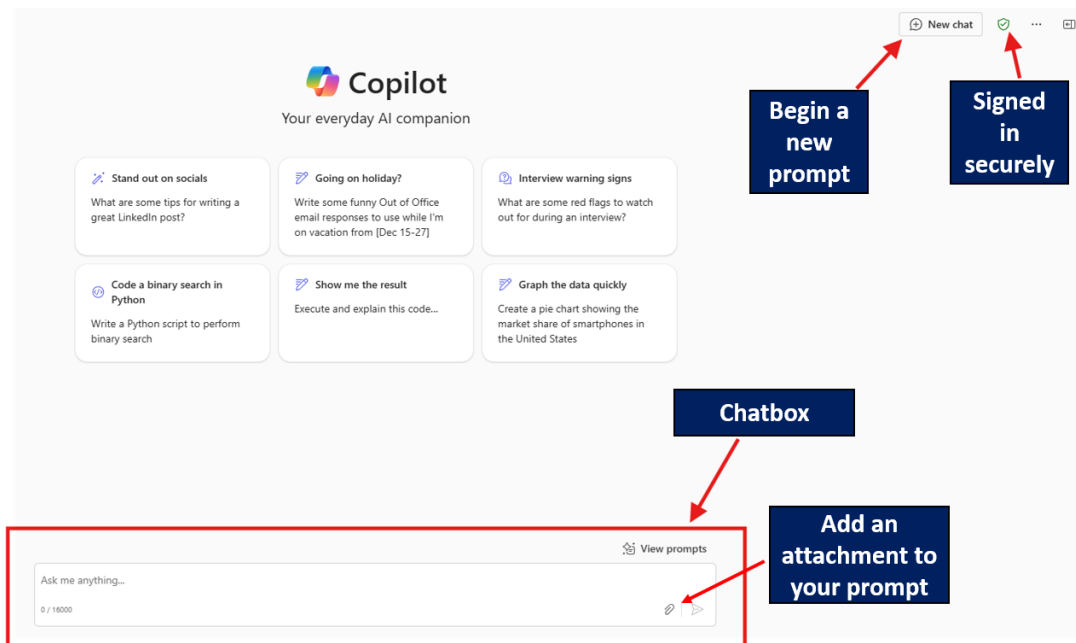 New chat
Copilot
Your everyday AI companion
Begin a
new
prompt
Signed
in
securely
Stand out on socials
What are some tips for writing a
great LinkedIn post?
Going on holiday?
Write some funny Out of Office
email responses to use while I'm
on vacation from [Dec 15-27]
Interview warning signs
What are some red flags to watch
out for during an interview?
Code a binary search in
Python
Write a Python script to perform
binary search
Show me the result
Execute and explain this code...
Graph the data quickly
Create a pie chart showing the
market share of smartphones in
the United States
Chatbox
View prompts
Ask me anything...
0 / 16000
Add an
attachment to
your prompt